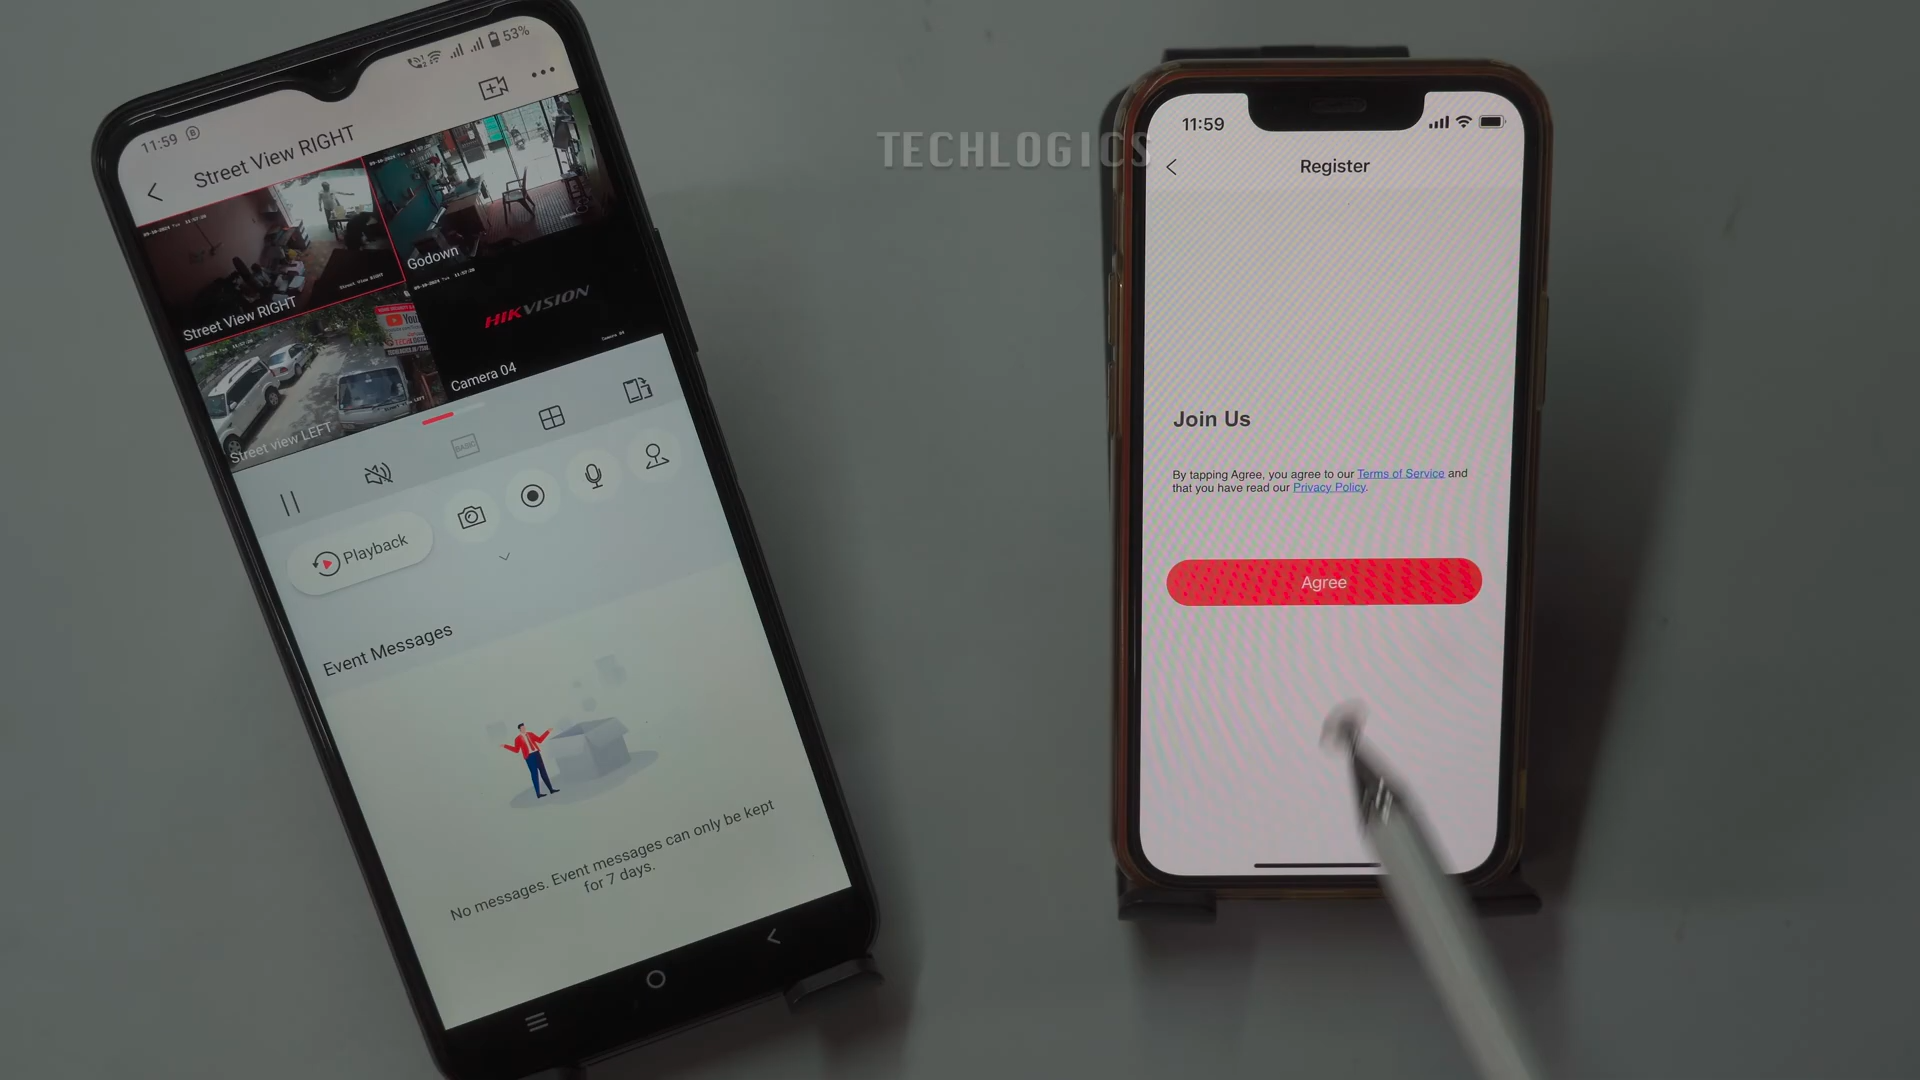 53%
11:59
Street View RIGHT
Street View RIGHT
Godown
HIKVISION
Camera 04
Street view LEFT
BASIC
Playback
Event Messages
No messages. Event messages can only be kept
for 7 days.
TECHLOGICS
11:59
Register
Join Us
By tapping Agree, you agree to our Terms of Service and
that you have read our Privacy Policy.
Agree